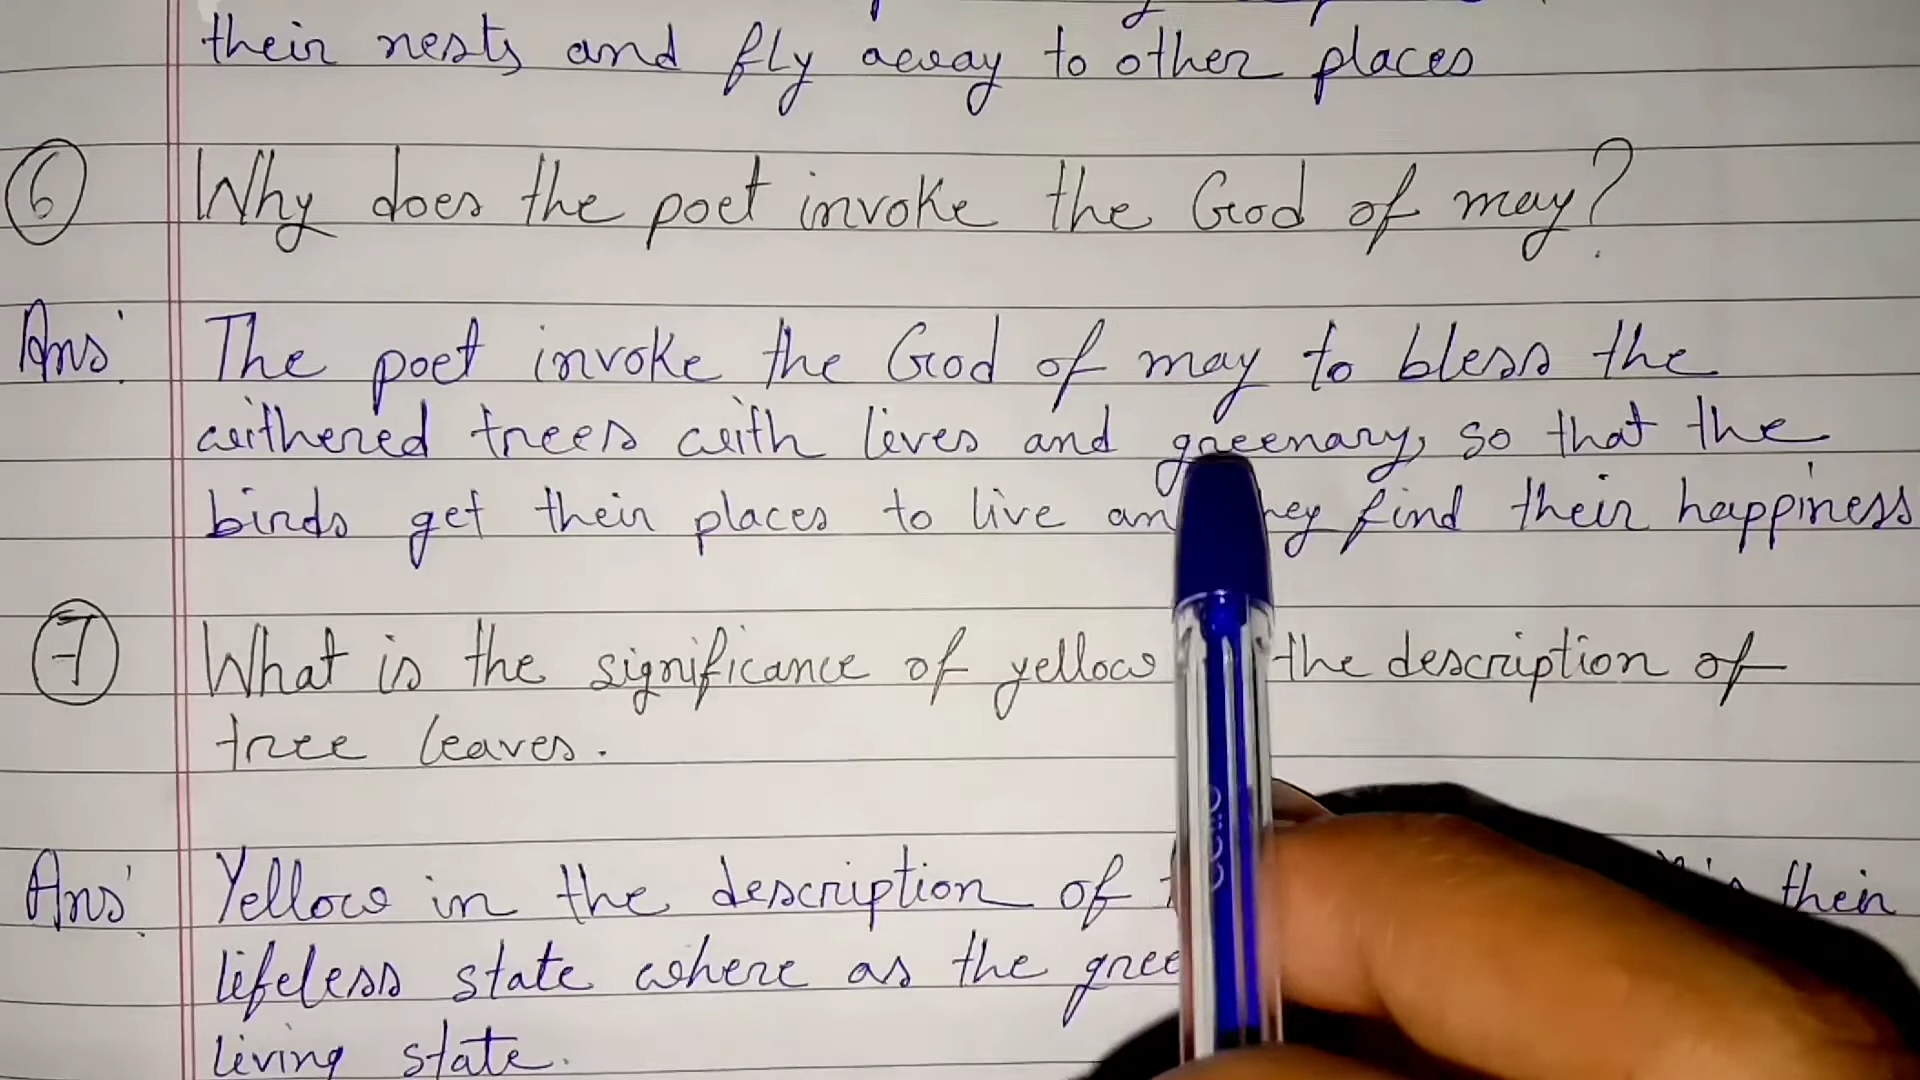 their nests and fly away to other places
6 Why does the poet invoke the God of may?
Ans: The poet invoke the God of may to bless the
withered trees with lives and greenary, so that the
birds get their places to live find their happiness
7 What is the significance of yellow the description of
tree leaves.
Ans: Yellow in the description of their
lifeless state where as the
living state.
cello